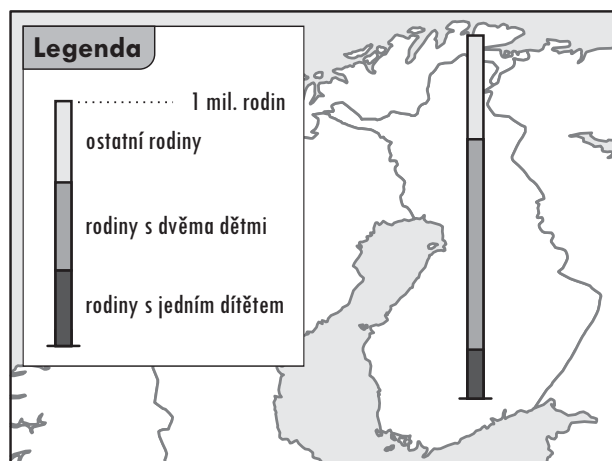 Legenda
1 mil. rodin
ostatní rodiny
rodiny s dvěma dětmi
rodiny s jedním dítětem